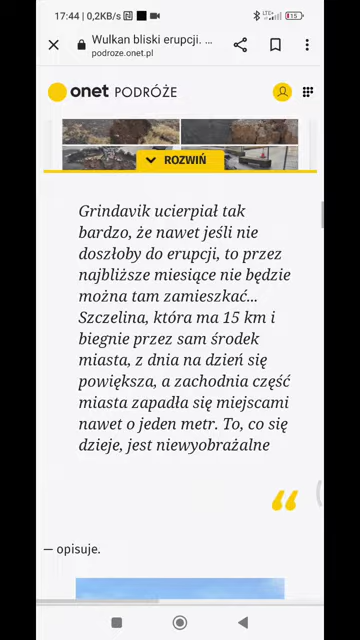 17:44 | 0,2KB/s
15
Wulkan bliski erupcji. ...
podroze.onet.pl
onet PODRÓŻE
ROZWIŃ
Grindavik ucierpiał tak
bardzo, że nawet jeśli nie
doszłoby do erupcji, to przez
najbliższe miesiące nie będzie
można tam zamieszkać...
Szczelina, która ma 15 km i
biegnie przez sam środek
miasta, z dnia na dzień się
powiększa, a zachodnia część
miasta zapadła się miejscami
nawet o jeden metr. To, co się
dzieje, jest niewyobrażalne
— opisuje.